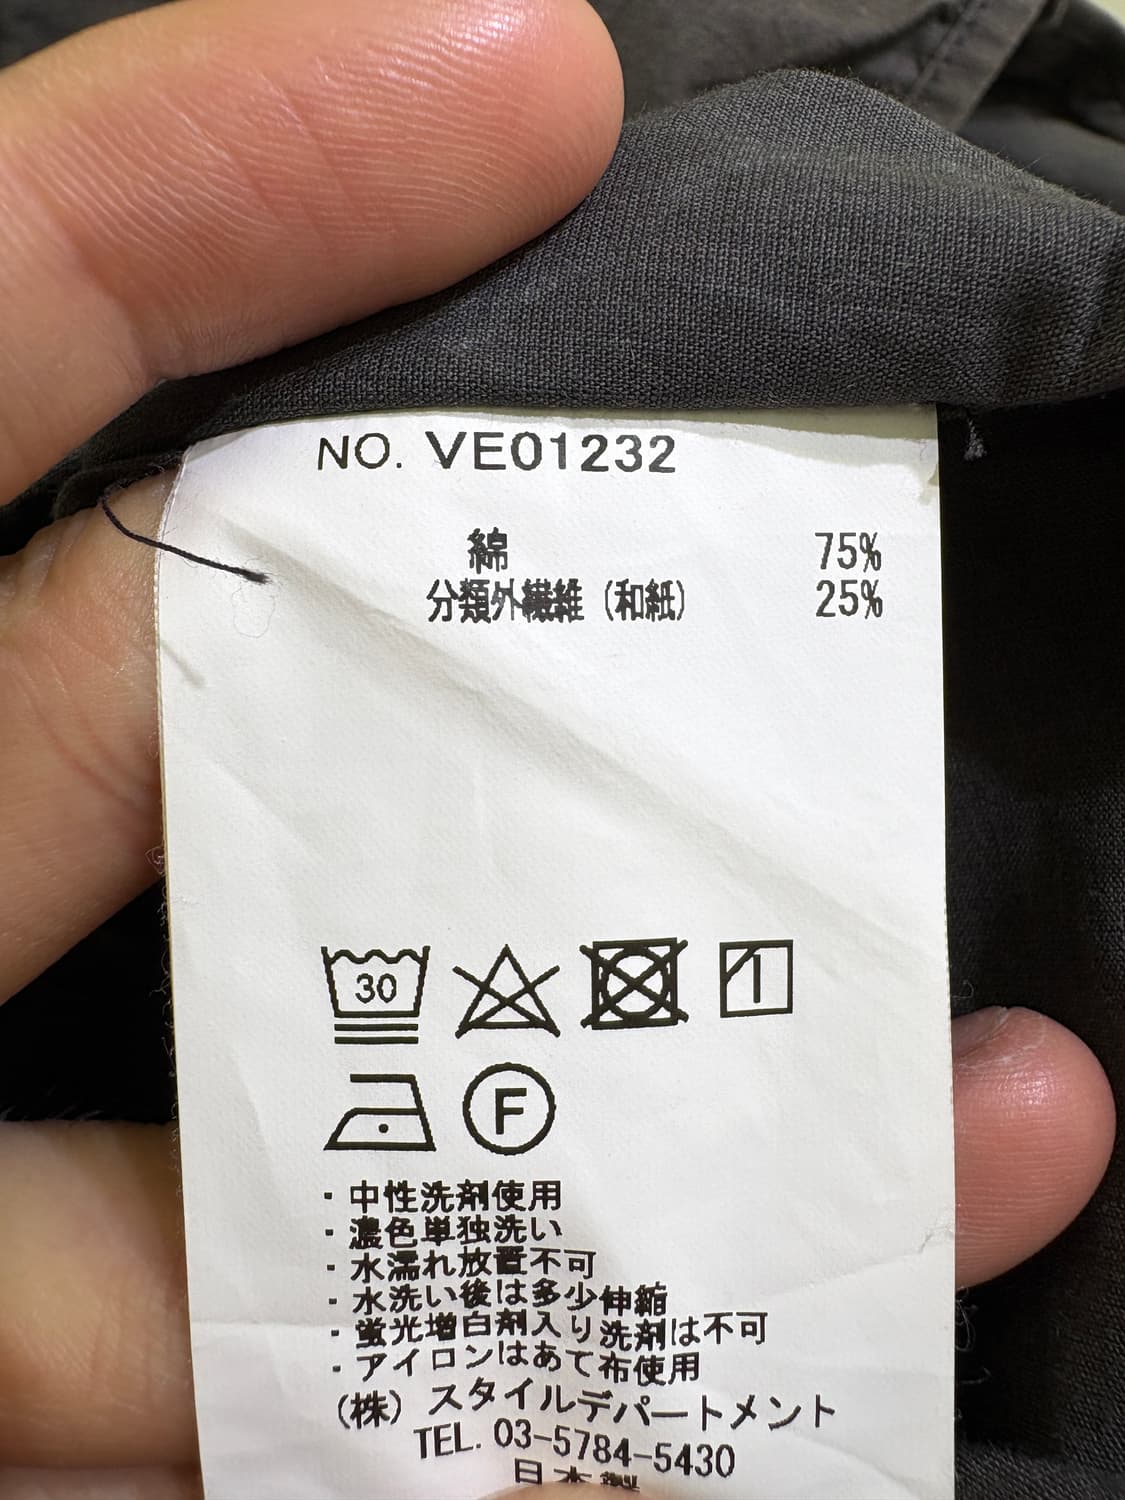 NO. VE01232
綿 75%
分類外繊維（和紙） 25%
30
F
・中性洗剤使用
・濃色単独洗い
・水濡れ放置不可
・水洗い後は多少伸縮
・蛍光増白剤入り洗剤は不可
・アイロンはあて布使用
（株）スタイルデパートメント
TEL. 03-5784-5430
日本製